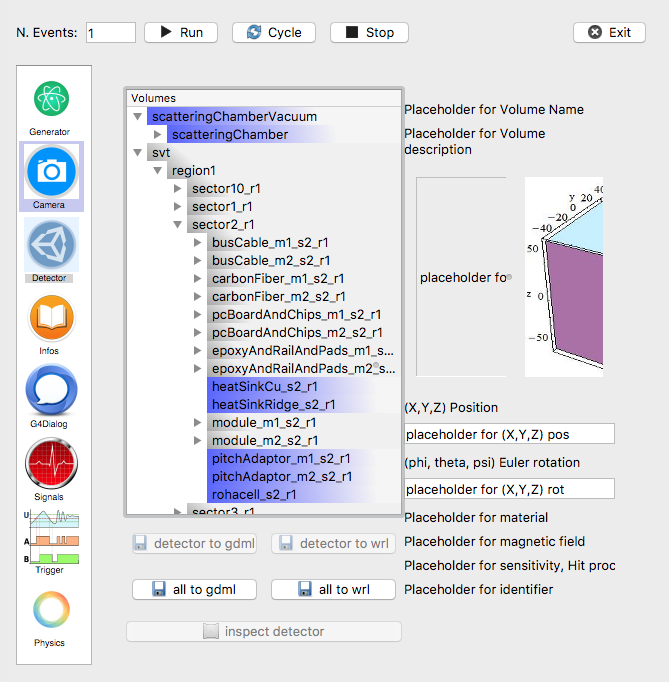 N. Events:
1
Run
Cycle
Stop
Exit
Generator
Camera
Detector
Infos
G4Dialog
Signals
U
A
B
Trigger
Physics
Volumes
scatteringChamberVacuum
scatteringChamber
svt
region1
sector10_r1
sector1_r1
sector2_r1
busCable_m1_s2_r1
busCable_m2_s2_r1
carbonFiber_m1_s2_r1
carbonFiber_m2_s2_r1
pcBoardAndChips_m1_s2_r1
pcBoardAndChips_m2_s2_r1
epoxyAndRailAndPads_m1_s...
epoxyAndRailAndPads_m2_s...
heatSinkCu_s2_r1
heatSinkRidge_s2_r1
module_m1_s2_r1
module_m2_s2_r1
pitchAdaptor_m1_s2_r1
pitchAdaptor_m2_s2_r1
rohacell_s2_r1
sector3_r1
detector to gdml
detector to wrl
all to gdml
all to wrl
inspect detector
Placeholder for Volume Name
Placeholder for Volume
description
placeholder fo
y
-40
-20
0
20
40
50
z
0
-50
(X,Y,Z) Position
placeholder for (X,Y,Z) pos
(phi, theta, psi) Euler rotation
placeholder for (X,Y,Z) rot
Placeholder for material
Placeholder for magnetic field
Placeholder for sensitivity, Hit proc
Placeholder for identifier